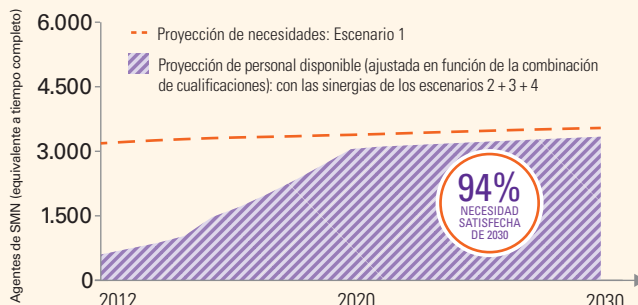 Agentes de SMN (equivalente a tiempo completo)
6.000
4.500
3.000
1.500
0
Proyección de necesidades: Escenario 1
Proyección de personal disponible (ajustada en función de la combinación
de cualificaciones): con las sinergias de los escenarios 2 + 3 + 4
94%
NECESIDAD
SATISFECHA
DE 2030
2012
2020
2030